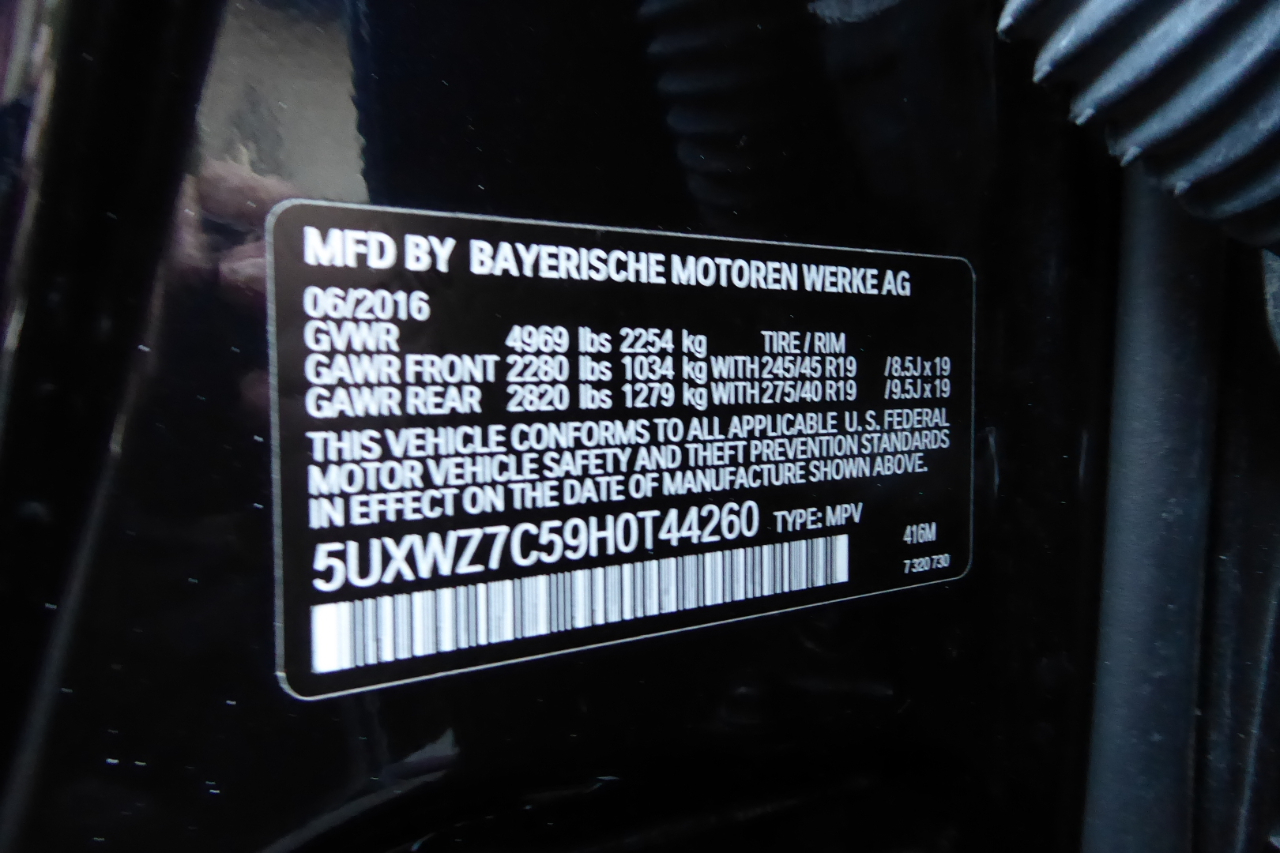 MFD BY BAYERISCHE MOTOREN WERKE AG
06/2016
GVWR 4969 lbs 2254 kg TIRE / RIM
GAWR FRONT 2280 lbs 1034 kg WITH 245/45 R19 /8.5J x 19
GAWR REAR 2820 lbs 1279 kg WITH 275/40 R19 /9.5J x 19
THIS VEHICLE CONFORMS TO ALL APPLICABLE U. S. FEDERAL
MOTOR VEHICLE SAFETY AND THEFT PREVENTION STANDARDS
IN EFFECT ON THE DATE OF MANUFACTURE SHOWN ABOVE.
5UXWZ7C59H0T44260 TYPE: MPV 416M
7 320 730